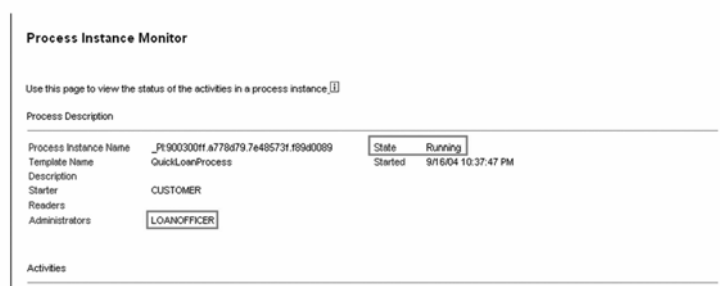 Process Instance Monitor
Use this page to view the status of the activities in a process instance. i
Process Description
Process Instance Name _PI:900300ff.a778d79.7e48573f.f89d0089 State Running
Template Name QuickLoanProcess Started 9/16/04 10:37:47 PM
Description
Starter CUSTOMER
Readers
Administrators LOANOFFICER
Activities